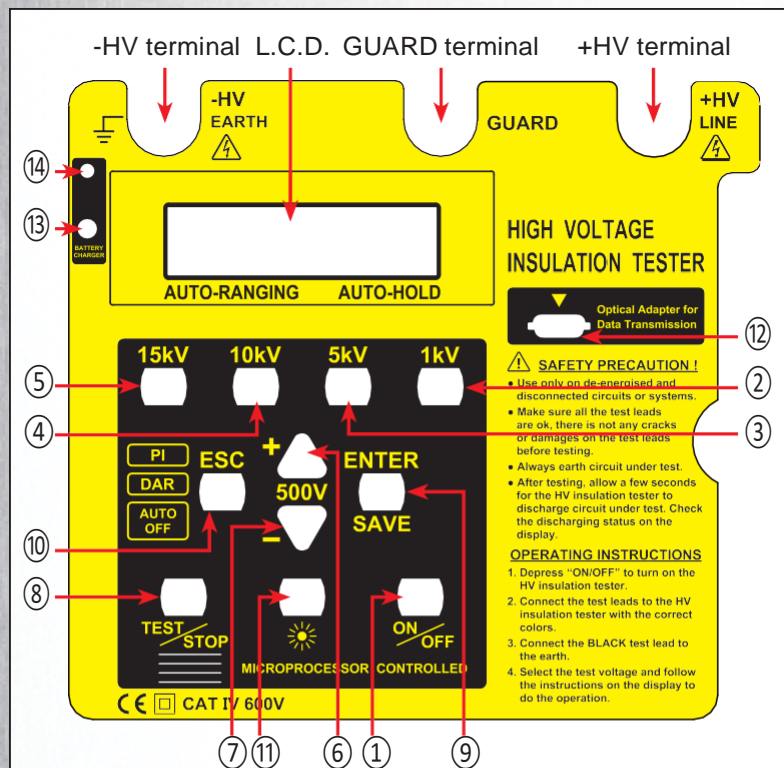 -HV terminal L.C.D. GUARD terminal +HV terminal
-HV
EARTH
GUARD
+HV
LINE
⑭
⑬
BATTERY
CHARGER
AUTO-RANGING AUTO-HOLD
HIGH VOLTAGE
INSULATION TESTER
Optical Adapter for
Data Transmission
⑫
15kV 10kV 5kV 1kV
⑤
④
②
③
PI
DAR
AUTO
OFF
ESC
+
500V
−
ENTER
SAVE
⑩
⑧
TEST/STOP
ON/OFF
MICROPROCESSOR CONTROLLED
CE CAT IV 600V
SAFETY PRECAUTION !
• Use only on de-energised and
disconnected circuits or systems.
• Make sure all the test leads
are ok, there is not any cracks
or damages on the test leads
before testing.
• Always earth circuit under test.
• After testing, allow a few seconds
for the HV insulation tester to
discharge circuit under test. Check
the discharging status on the
display.
OPERATING INSTRUCTIONS
1. Depress “ON/OFF” to turn on the
HV insulation tester.
2. Connect the test leads to the HV
insulation tester with the correct
colors.
3. Connect the BLACK test lead to
the earth.
4. Select the test voltage and follow
the instructions on the display to
do the operation.
⑦ ⑪ ⑥ ① ⑨